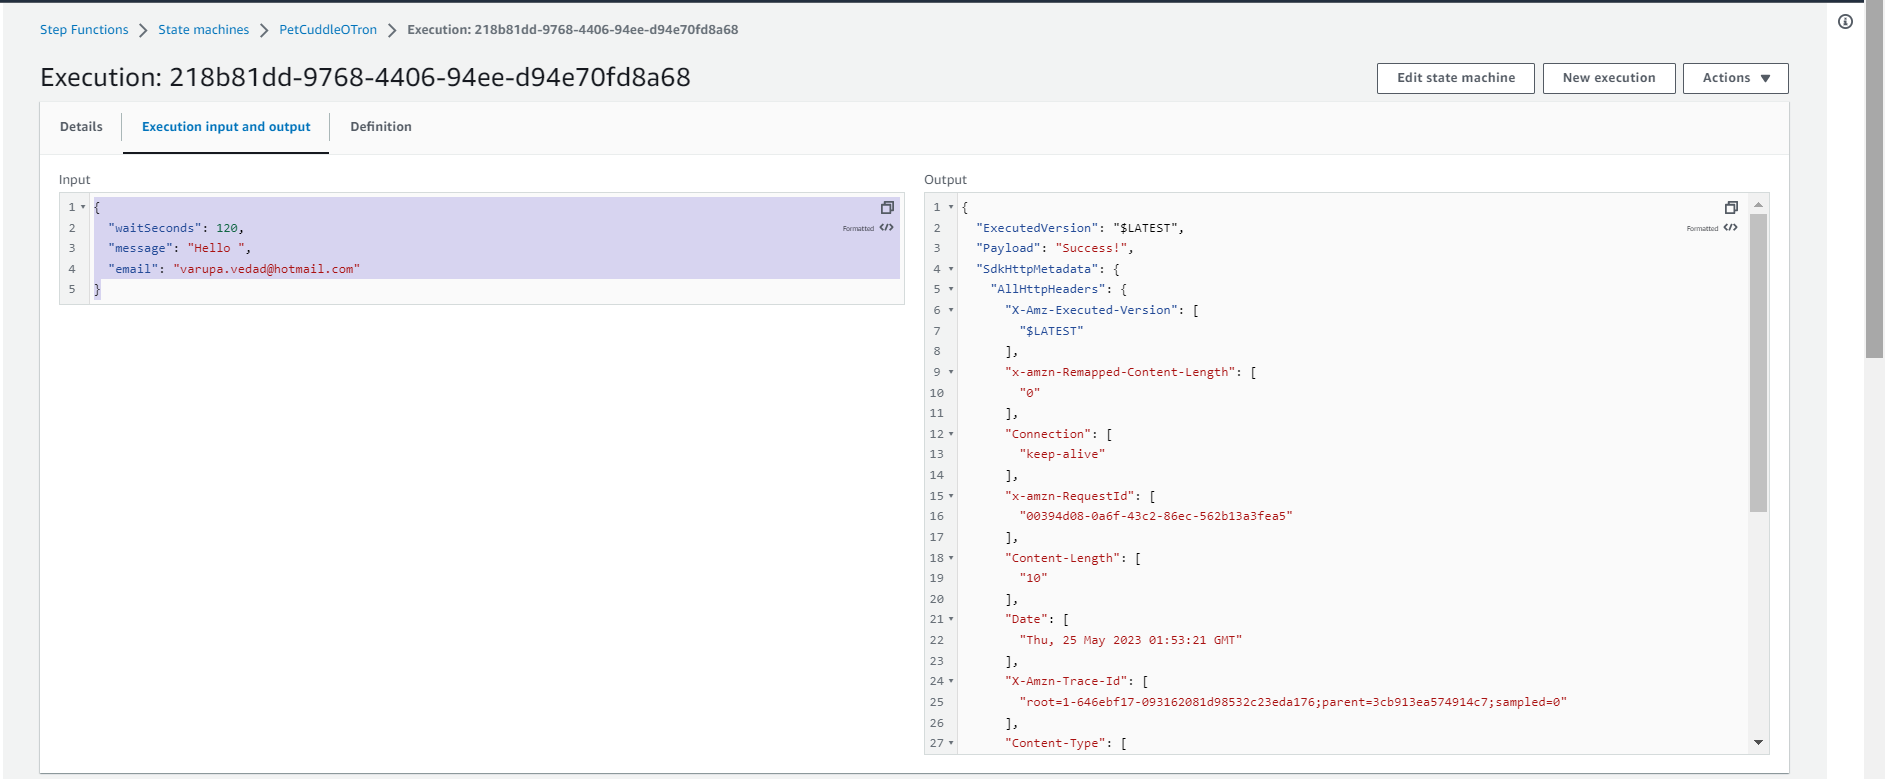 Step Functions > State machines > PetCuddleOTron > Execution: 218b81dd-9768-4406-94ee-d94e70fd8a68
Execution: 218b81dd-9768-4406-94ee-d94e70fd8a68
Edit state machine
New execution
Actions
Details
Execution input and output
Definition
Input
1 {
2 "waitSeconds": 120,
3 "message": "Hello ",
4 "email": "varupa.vedad@hotmail.com"
5 }
Formatted </>
Output
1 {
2 "ExecutedVersion": "$LATEST",
3 "Payload": "Success!",
4 "SdkHttpMetadata": {
5 "AllHttpHeaders": {
6 "X-Amz-Executed-Version": [
7 "$LATEST"
8 ],
9 "x-amzn-Remapped-Content-Length": [
10 "0"
11 ],
12 "Connection": [
13 "keep-alive"
14 ],
15 "x-amzn-RequestId": [
16 "00394d08-0a6f-43c2-86ec-562b13a3fea5"
17 ],
18 "Content-Length": [
19 "10"
20 ],
21 "Date": [
22 "Thu, 25 May 2023 01:53:21 GMT"
23 ],
24 "X-Amzn-Trace-Id": [
25 "root=1-646ebf17-093162081d98532c23eda176;parent=3cb913ea574914c7;sampled=0"
26 ],
27 "Content-Type": [
Formatted </>